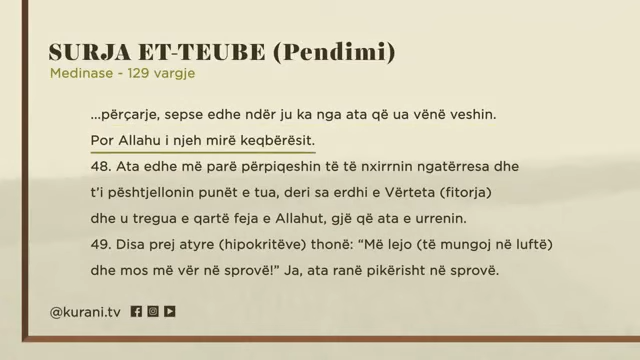 SURJA ET-TEUBE (Pendimi)
Medinase - 129 vargje
...përçarje, sepse edhe ndër ju ka nga ata që ua vënë veshin.
Por Allahu i njeh mirë keqbërësit.
48. Ata edhe më parë përpiqeshin të të nxirrnin ngatërresa dhe
t'i pështjellonin punët e tua, deri sa erdhi e Vërteta (fitorja)
dhe u tregua e qartë feja e Allahut, gjë që ata e urrenin.
49. Disa prej atyre (hipokritëve) thonë: “Më lejo (të mungoj në luftë)
dhe mos më vër në sprovë!” Ja, ata ranë pikërisht në sprovë.
@kurani.tv